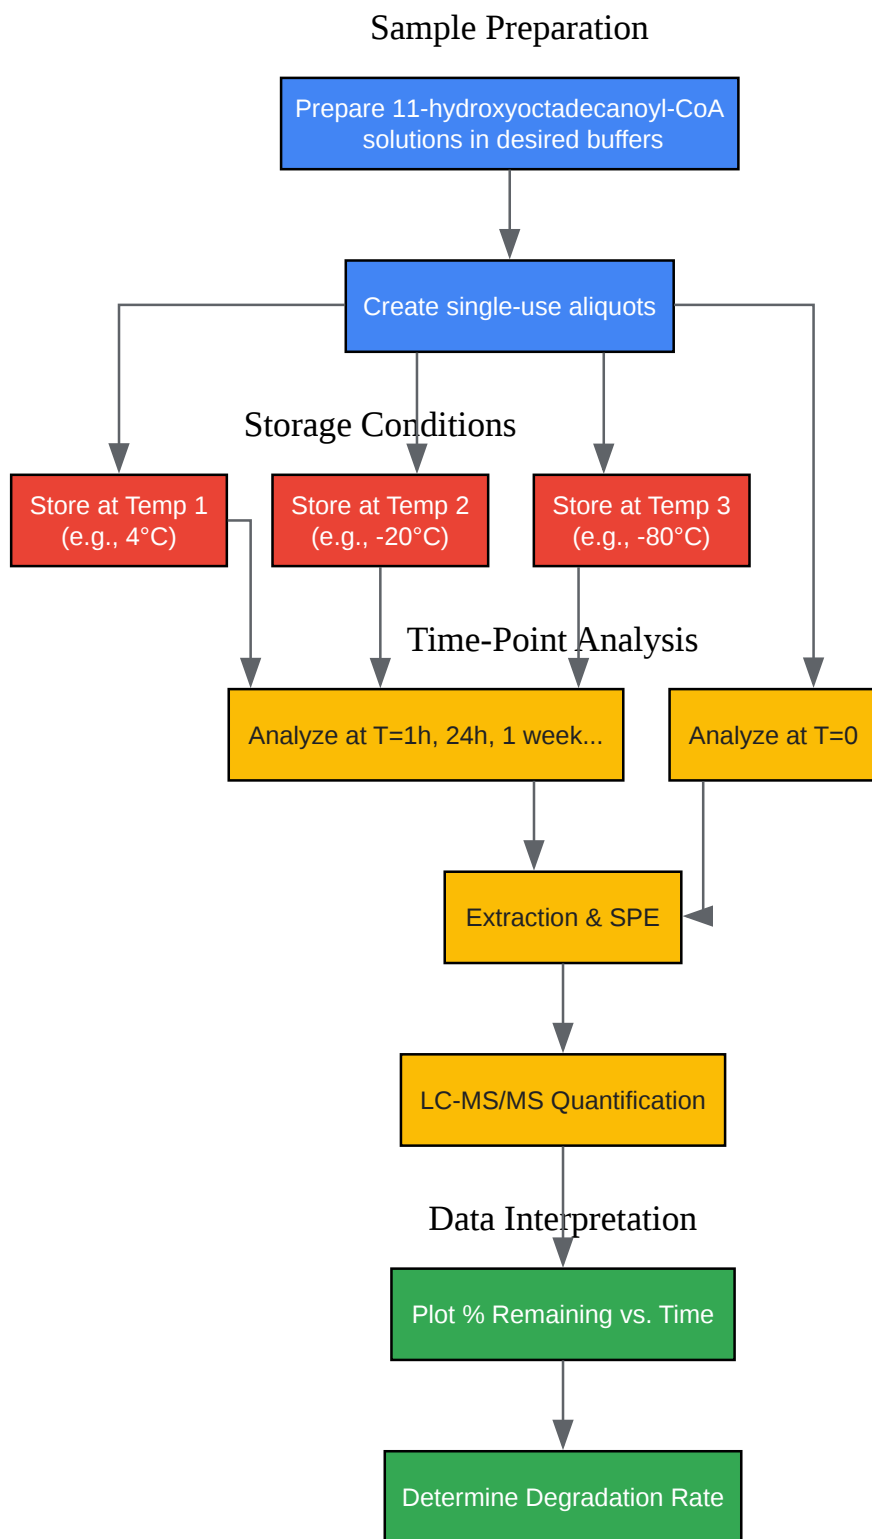 Sample Preparation
Prepare 11-hydroxyoctadecanoyl-CoA
solutions in desired buffers
Create single-use aliquots
Storage Conditions
Store at Temp 1
(e.g., 4°C)
Store at Temp 2
(e.g., -20°C)
Store at Temp 3
(e.g., -80°C)
Time-Point Analysis
Analyze at T=1h, 24h, 1 week...
Analyze at T=0
Extraction & SPE
LC-MS/MS Quantification
Data Interpretation
Plot % Remaining vs. Time
Determine Degradation Rate